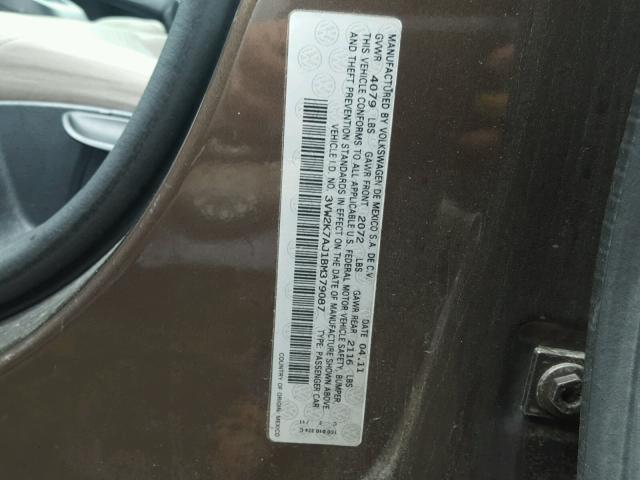 MANUFACTURED BY VOLKSWAGEN DE MEXICO S.A. DE C.V. DATE 04.11
GVWR 4079 LBS GAWR FRONT 2072 LBS GAWR REAR 2116 LBS
THIS VEHICLE CONFORMS TO ALL APPLICABLE U.S. FEDERAL MOTOR VEHICLE SAFETY, BUMPER
AND THEFT PREVENTION STANDARDS IN EFFECT ON THE DATE OF MANUFACTURE SHOWN ABOVE.
VEHICLE I.D. NO. 3VW2K7AJ1BM379087 TYPE: PASSENGER CAR
COUNTRY OF ORIGIN: MEXICO